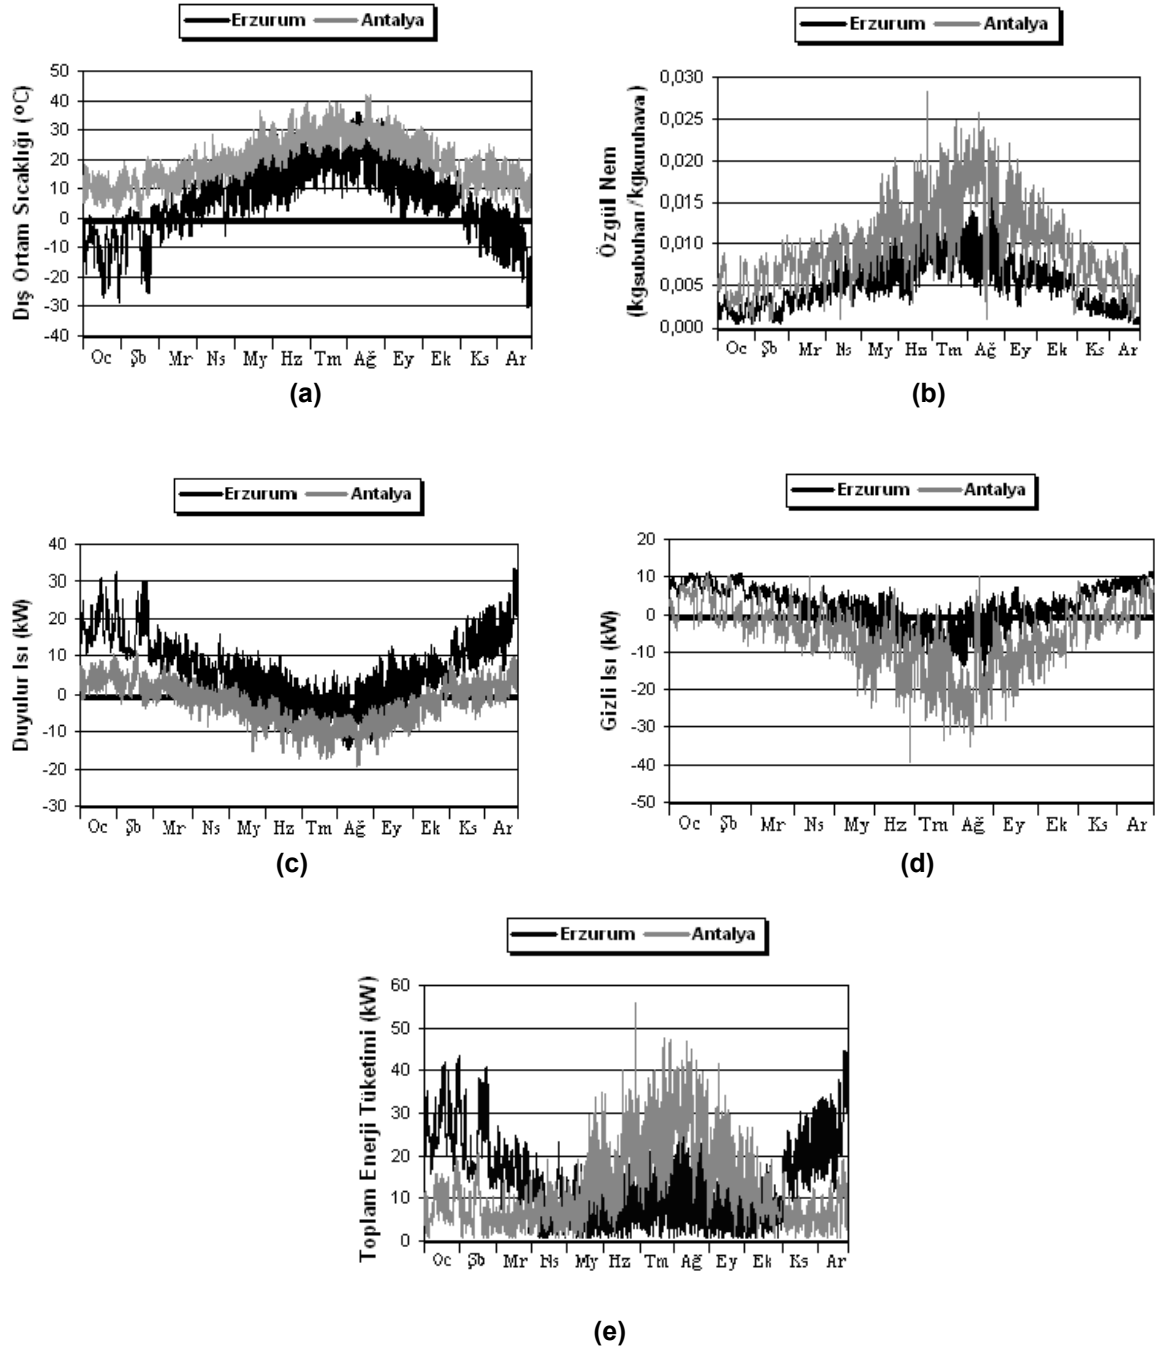 Erzurum Antalya
Dış Ortam Sıcaklığı (ºC)
50
40
30
20
10
0
-10
-20
-30
-40
Oc Şb Mr Ns My Hz Tm Ağ Ey Ek Ks Ar
(a)
Erzurum Antalya
Özgül Nem
(kgsubuharı/kgkuruhava)
0,030
0,025
0,020
0,015
0,010
0,005
0,000
Oc Şb Mr Ns My Hz Tm Ağ Ey Ek Ks Ar
(b)
Erzurum Antalya
Duyulur Isı (kW)
40
30
20
10
0
-10
-20
-30
Oc Şb Mr Ns My Hz Tm Ağ Ey Ek Ks Ar
(c)
Erzurum Antalya
Gizli Isı (kW)
20
10
0
-10
-20
-30
-40
-50
Oc Şb Mr Ns My Hz Tm Ağ Ey Ek Ks Ar
(d)
Erzurum Antalya
Toplam Enerji Tüketimi (kW)
60
50
40
30
20
10
0
Oc Şb Mr Ns My Hz Tm Ağ Ey Ek Ks Ar
(e)